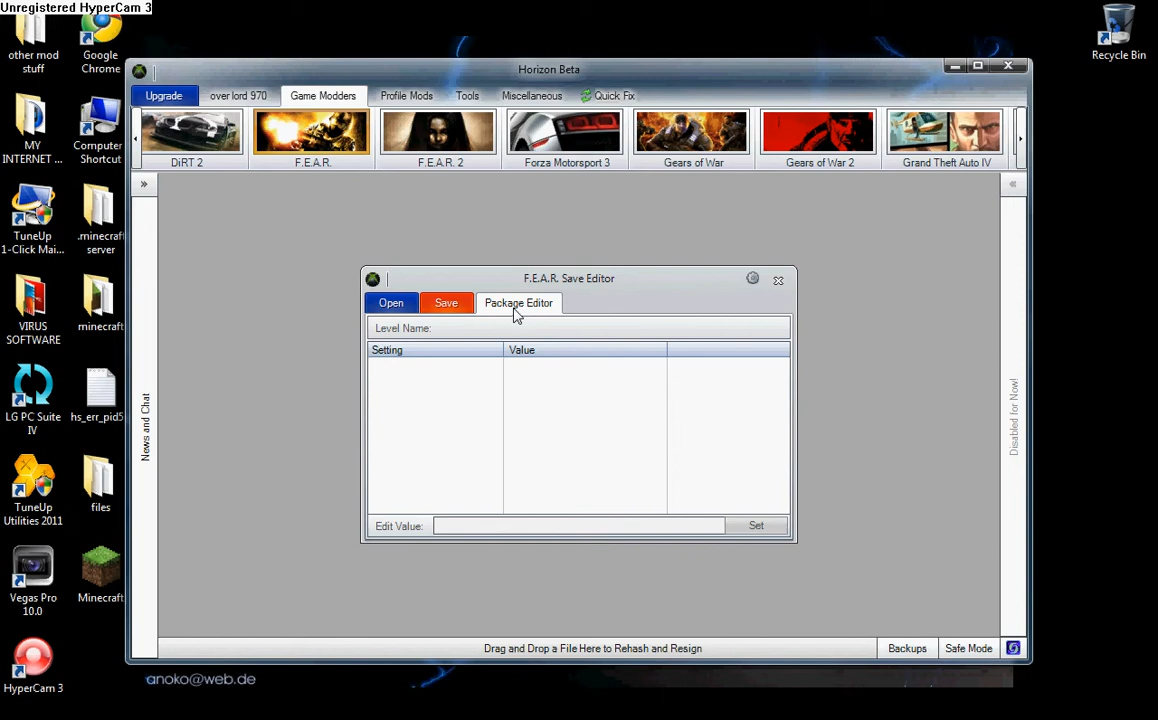 Unregistered HyperCam 3
other mod
stuff
Google
Chrome
Recycle Bin
Horizon Beta
Upgrade
over lord 970
Game Modders
Profile Mods
Tools
Miscellaneous
Quick Fix
DiRT 2
F.E.A.R.
F.E.A.R. 2
Forza Motorsport 3
Gears of War
Gears of War 2
Grand Theft Auto IV
MY
INTERNET ...
Computer
Shortcut
TuneUp
1-Click Mai...
.minecraft
server
VIRUS
SOFTWARE
minecraft
LG PC Suite
IV
hs_err_pid5
TuneUp
Utilities 2011
files
Vegas Pro
10.0
Minecraft
HyperCam 3
News and Chat
F.E.A.R. Save Editor
Open
Save
Package Editor
Level Name:
Setting
Value
Edit Value:
Set
Disabled for Now!
Drag and Drop a File Here to Rehash and Resign
Backups
Safe Mode
anoko@web.de